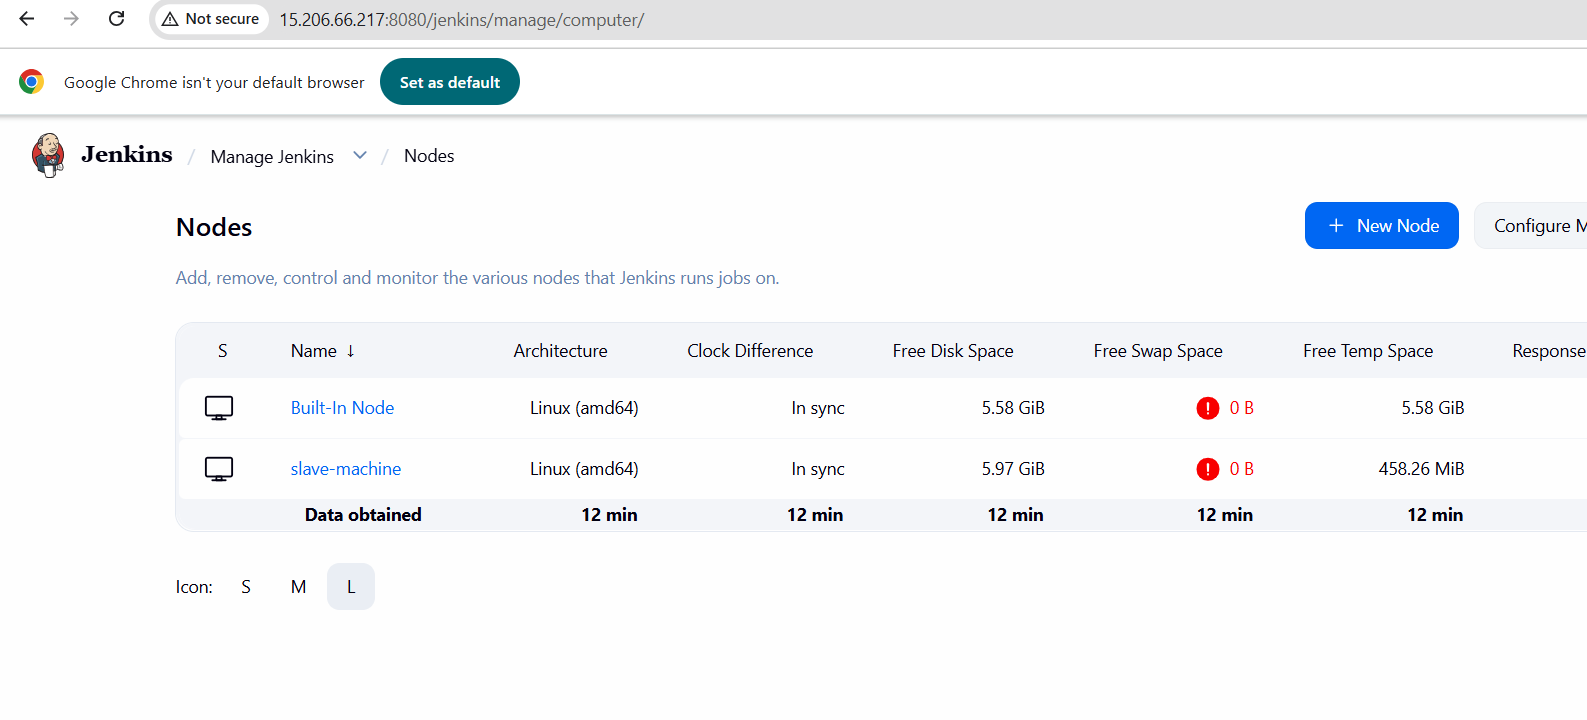 Not secure 15.206.66.217:8080/jenkins/manage/computer/
Google Chrome isn't your default browser Set as default
Jenkins / Manage Jenkins / Nodes
Nodes
+ New Node Configure M
Add, remove, control and monitor the various nodes that Jenkins runs jobs on.
S Name ↓ Architecture Clock Difference Free Disk Space Free Swap Space Free Temp Space Response
Built-In Node Linux (amd64) In sync 5.58 GiB 0 B 5.58 GiB
slave-machine Linux (amd64) In sync 5.97 GiB 0 B 458.26 MiB
Data obtained 12 min 12 min 12 min 12 min 12 min
Icon: S M L